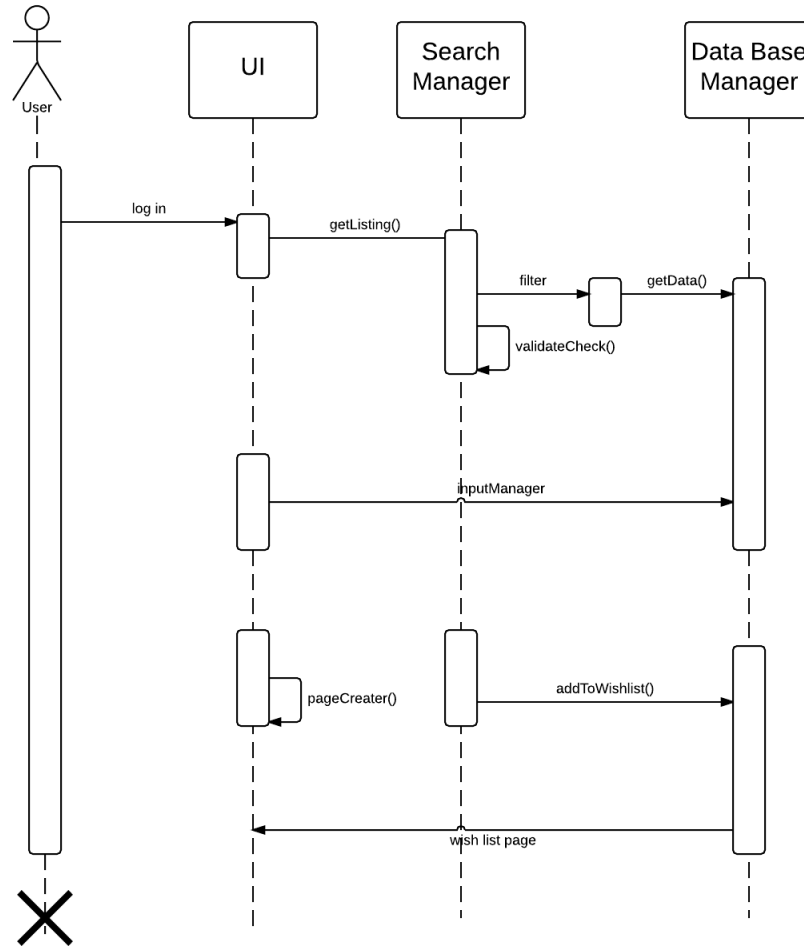 User
UI
Search
Manager
Data Base
Manager
log in
getListing()
filter
getData()
validateCheck()
inputManager
pageCreater()
addToWishlist()
wish list page